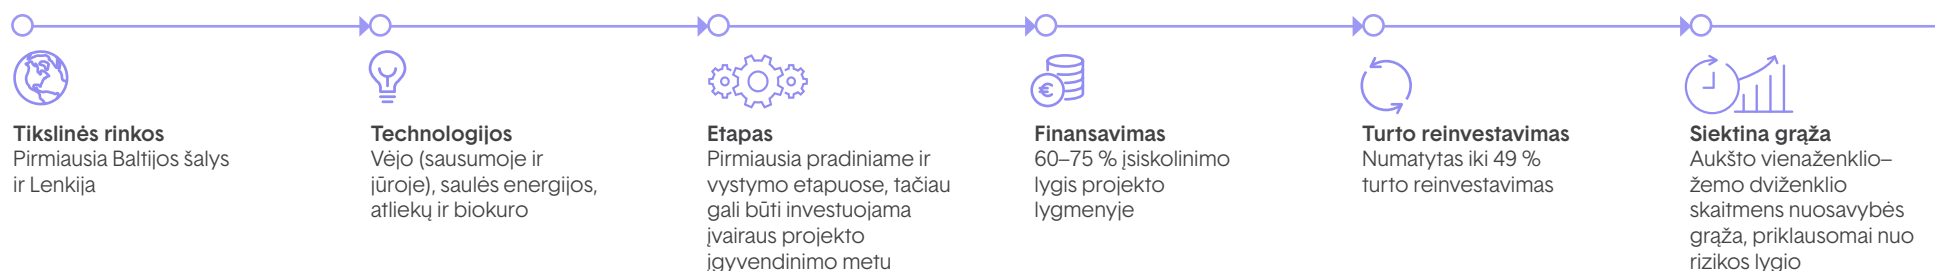 Tikslinės rinkos
Pirmiausia Baltijos šalys
ir Lenkija
Technologijos
Vėjo (sausumoje ir
jūroje), saulės energijos,
atliekų ir biokuro
Etapas
Pirmiausia pradiniame ir
vystymo etapuose, tačiau
gali būti investuojama
įvairaus projekto
įgyvendinimo metu
€
Finansavimas
60–75 % įsiskolinimo
lygis projekto
lygmenyje
Turto reinvestavimas
Numatytas iki 49 %
turto reinvestavimas
Siektina grąža
Aukšto vienaženklio–
žemo dviženklio
skaitmens nuosavybės
grąža, priklausomai nuo
rizikos lygio